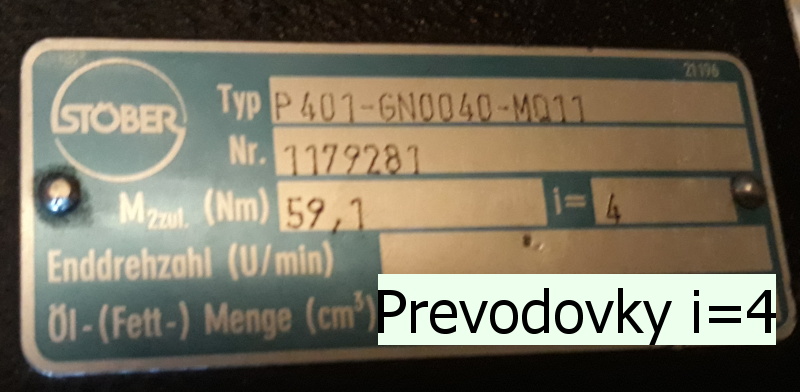 21196
STÖBER
Typ P401-GN0040-MQ11
Nr. 1179281
M2zul. (Nm) 59,1 i= 4
Enddrehzahl (U/min)
Öl-(Fett-) Menge (cm³)
Prevodovky i=4